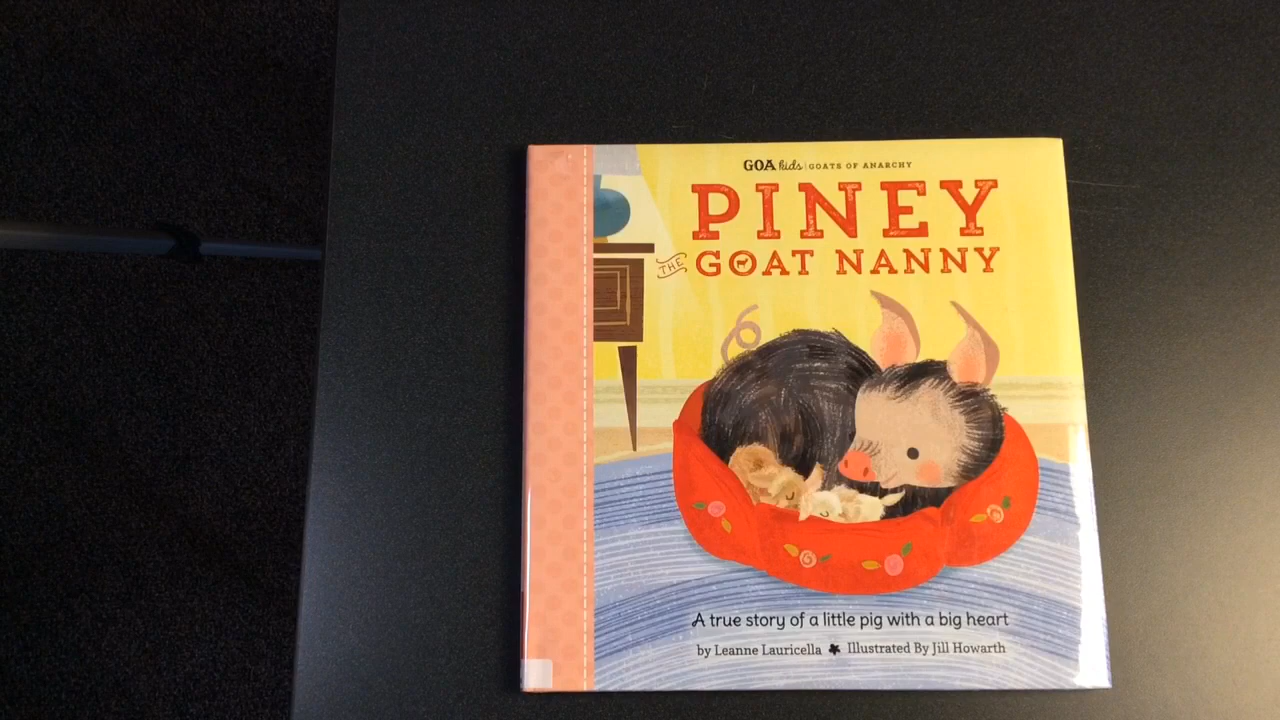 GOA kids | GOATS OF ANARCHY
PINEY
THE GOAT NANNY
A true story of a little pig with a big heart
by Leanne Lauricella Illustrated By Jill Howarth